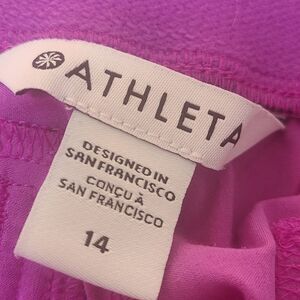 ATHLETA
DESIGNED IN
SAN FRANCISCO
CONÇU À
SAN FRANCISCO
14